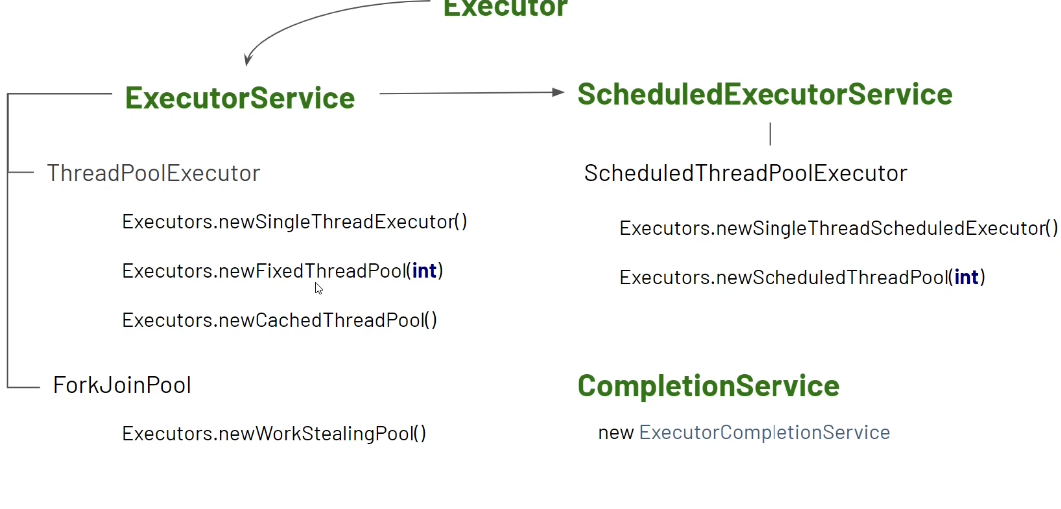 Executor
ExecutorService
ScheduledExecutorService
ThreadPoolExecutor
ScheduledThreadPoolExecutor
Executors.newSingleThreadExecutor()
Executors.newSingleThreadScheduledExecutor()
Executors.newFixedThreadPool(int)
Executors.newScheduledThreadPool(int)
Executors.newCachedThreadPool()
ForkJoinPool
CompletionService
Executors.newWorkStealingPool()
new ExecutorCompletionService